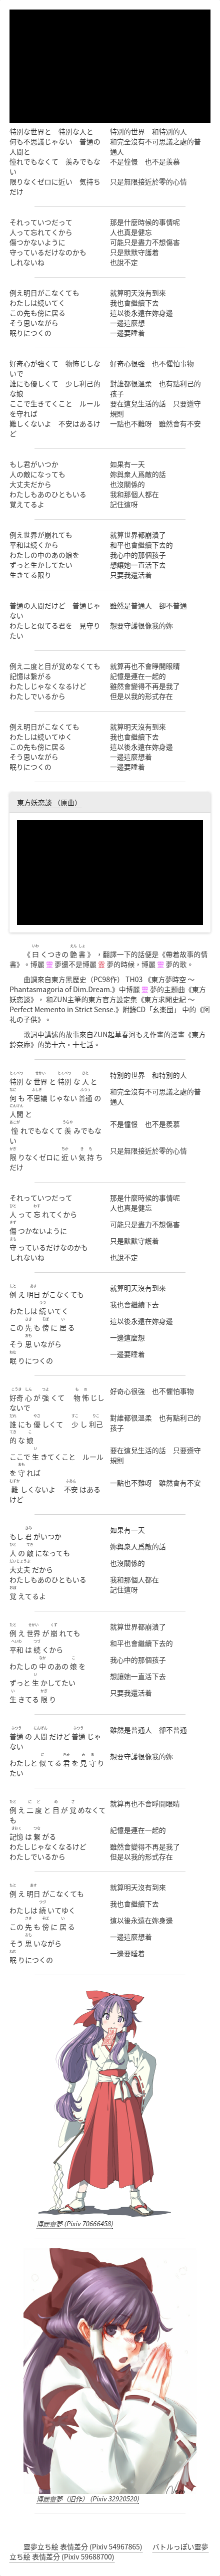 特別な世界と　特別な人と
何も不思議じゃない　普通の
人間と
憧れでもなくて　羨みでもな
い
限りなくゼロに近い　気持ち
だけ
特別的世界　和特別的人
和完全沒有不可思議之處的普
通人
不是憧憬　也不是羨慕
只是無限接近於零的心情
それっていつだって
人って忘れてくから
傷つかないように
守っているだけなのかも
しれないね
那是什麼時候的事情呢
人也真是健忘
可能只是盡力不想傷害
只是默默守護着
也說不定
例え明日がこなくても
わたしは続いてく
この先も傍に居る
そう思いながら
眠りにつくの
就算明天沒有到來
我也會繼續下去
這以後永遠在妳身邊
一邊這麼想
一邊要睡着
好奇心が強くて　物怖じしな
いで
誰にも優しくて　少し利己的
な娘
ここで生きてくこと　ルール
を守れば
難しくないよ　不安はあるけ
ど
好奇心很強　也不懼怕事物
對誰都很溫柔　也有點利己的
孩子
要在這兒生活的話　只要遵守
規則
一點也不難呀　雖然會有不安
もし君がいつか
人の敵になっても
大丈夫だから
わたしもあのひともいる
覚えてるよ
如果有一天
妳與衆人爲敵的話
也沒關係的
我和那個人都在
記住這呀
例え世界が崩れても
平和は続くから
わたしの中のあの娘を
ずっと生かしてたい
生きてる限り
就算世界都崩潰了
和平也會繼續下去的
我心中的那個孩子
想讓她一直活下去
只要我還活着
普通の人間だけど　普通じゃ
ない
わたしと似てる君を　見守り
たい
雖然是普通人　卻不普通
想要守護很像我的妳
例え二度と目が覚めなくても
記憶は繋がる
わたしじゃなくなるけど
わたしでいるから
就算再也不會睜開眼睛
記憶是連在一起的
雖然會變得不再是我了
但是以我的形式存在
例え明日がこなくても
わたしは続いてゆく
この先も傍に居る
そう思いながら
眠りにつくの
就算明天沒有到來
我也會繼續下去
這以後永遠在妳身邊
一邊這麼想着
一邊要睡着
東方妖恋談 （原曲）
《白くつきの艶書》，翻譯一下的話便是《帶着故事的情
書》。博麗 霊 夢還不是博麗 霊 夢的時候，博麗 霊 夢的歌。
曲調來自東方黑歷史（PC98作） TH03 《東方夢時空 ～
Phantasmagoria of Dim.Dream.》中博麗 霊 夢的主題曲《東方
妖恋談》， 和ZUN主筆的東方官方設定集《東方求聞史紀 ～
Perfect Memento in Strict Sense.》附錄CD「幺楽団」 中的《阿
礼の子供》。
歌詞中講述的故事來自ZUN起草春河もえ作畫的漫畫《東方
鈴奈庵》的第十六・十七話。
特別な世界と特別な人と
何も不思議じゃない普通の
人間と
憧れでもなくて羨みでもな
い
限りなくゼロに近い気持ち
だけ
特別的世界　和特別的人
和完全沒有不可思議之處的普
通人
不是憧憬　也不是羨慕
只是無限接近於零的心情
それっていつだって
人って忘れてくから
傷つかないように
守っているだけなのかも
しれないね
那是什麼時候的事情呢
人也真是健忘
可能只是盡力不想傷害
只是默默守護着
也說不定
例え明日がこなくても
わたしは続いてく
この先も傍に居る
そう思いながら
眠りにつくの
就算明天沒有到來
我也會繼續下去
這以後永遠在妳身邊
一邊這麼想
一邊要睡着
好奇心が強くて　物怖じし
ないで
誰にも優しくて　少し利己
的な娘
ここで生きてくこと　ルール
を守れば
難しくないよ　不安はある
けど
好奇心很強　也不懼怕事物
對誰都很溫柔　也有點利己的
孩子
要在這兒生活的話　只要遵守
規則
一點也不難呀　雖然會有不安
もし君がいつか
人の敵になっても
大丈夫だから
わたしもあのひともいる
覚えてるよ
如果有一天
妳與衆人爲敵的話
也沒關係的
我和那個人都在
記住這呀
例え世界が崩れても
平和は続くから
わたしの中のあの娘を
ずっと生かしてたい
生きてる限り
就算世界都崩潰了
和平也會繼續下去的
我心中的那個孩子
想讓她一直活下去
只要我還活着
普通の人間だけど普通じゃ
ない
わたしと似てる君を見守り
たい
雖然是普通人　卻不普通
想要守護很像我的妳
例え二度と目が覚めなくて
も
記憶は繋がる
わたしじゃなくなるけど
わたしでいるから
就算再也不會睜開眼睛
記憶是連在一起的
雖然會變得不再是我了
但是以我的形式存在
例え明日がこなくても
わたしは続いてゆく
この先も傍に居る
そう思いながら
眠りにつくの
就算明天沒有到來
我也會繼續下去
這以後永遠在妳身邊
一邊這麼想着
一邊要睡着
博麗靈夢 (Pixiv 70666458)
博麗靈夢（旧作） (Pixiv 32920520)
霊夢立ち絵 表情差分 (Pixiv 54967865)　バトルっぽい霊夢
立ち絵 表情差分 (Pixiv 59688700)